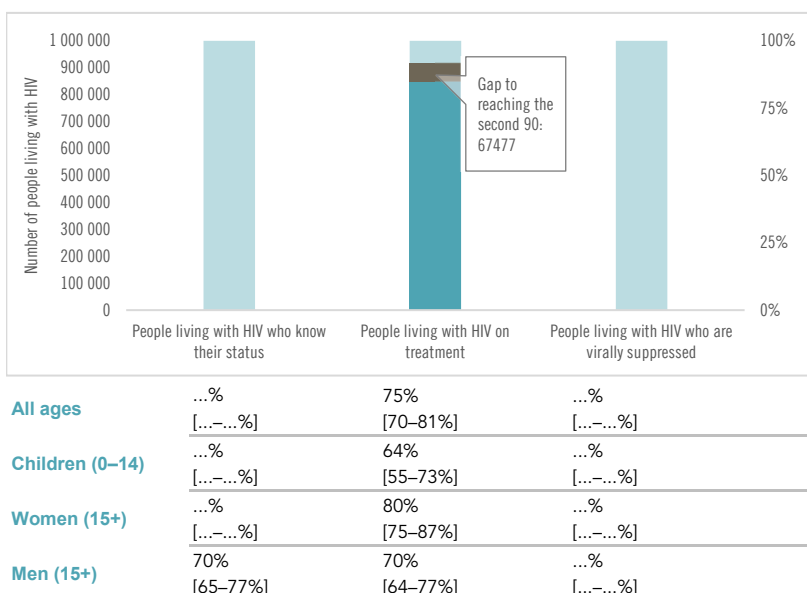 Number of people living with HIV
1 000 000
900 000
800 000
700 000
600 000
500 000
400 000
300 000
200 000
100 000
0
100%
75%
50%
25%
0%
Gap to
reaching the
second 90:
67477
People living with HIV who know
their status
People living with HIV on
treatment
People living with HIV who are
virally suppressed
All ages
...% 75% ...%
[...–...%] [70–81%] [...–...%]
Children (0–14)
...% 64% ...%
[...–...%] [55–73%] [...–...%]
Women (15+)
...% 80% ...%
[...–...%] [75–87%] [...–...%]
Men (15+)
70% 70% ...%
[65–77%] [64–77%] [...–...%]